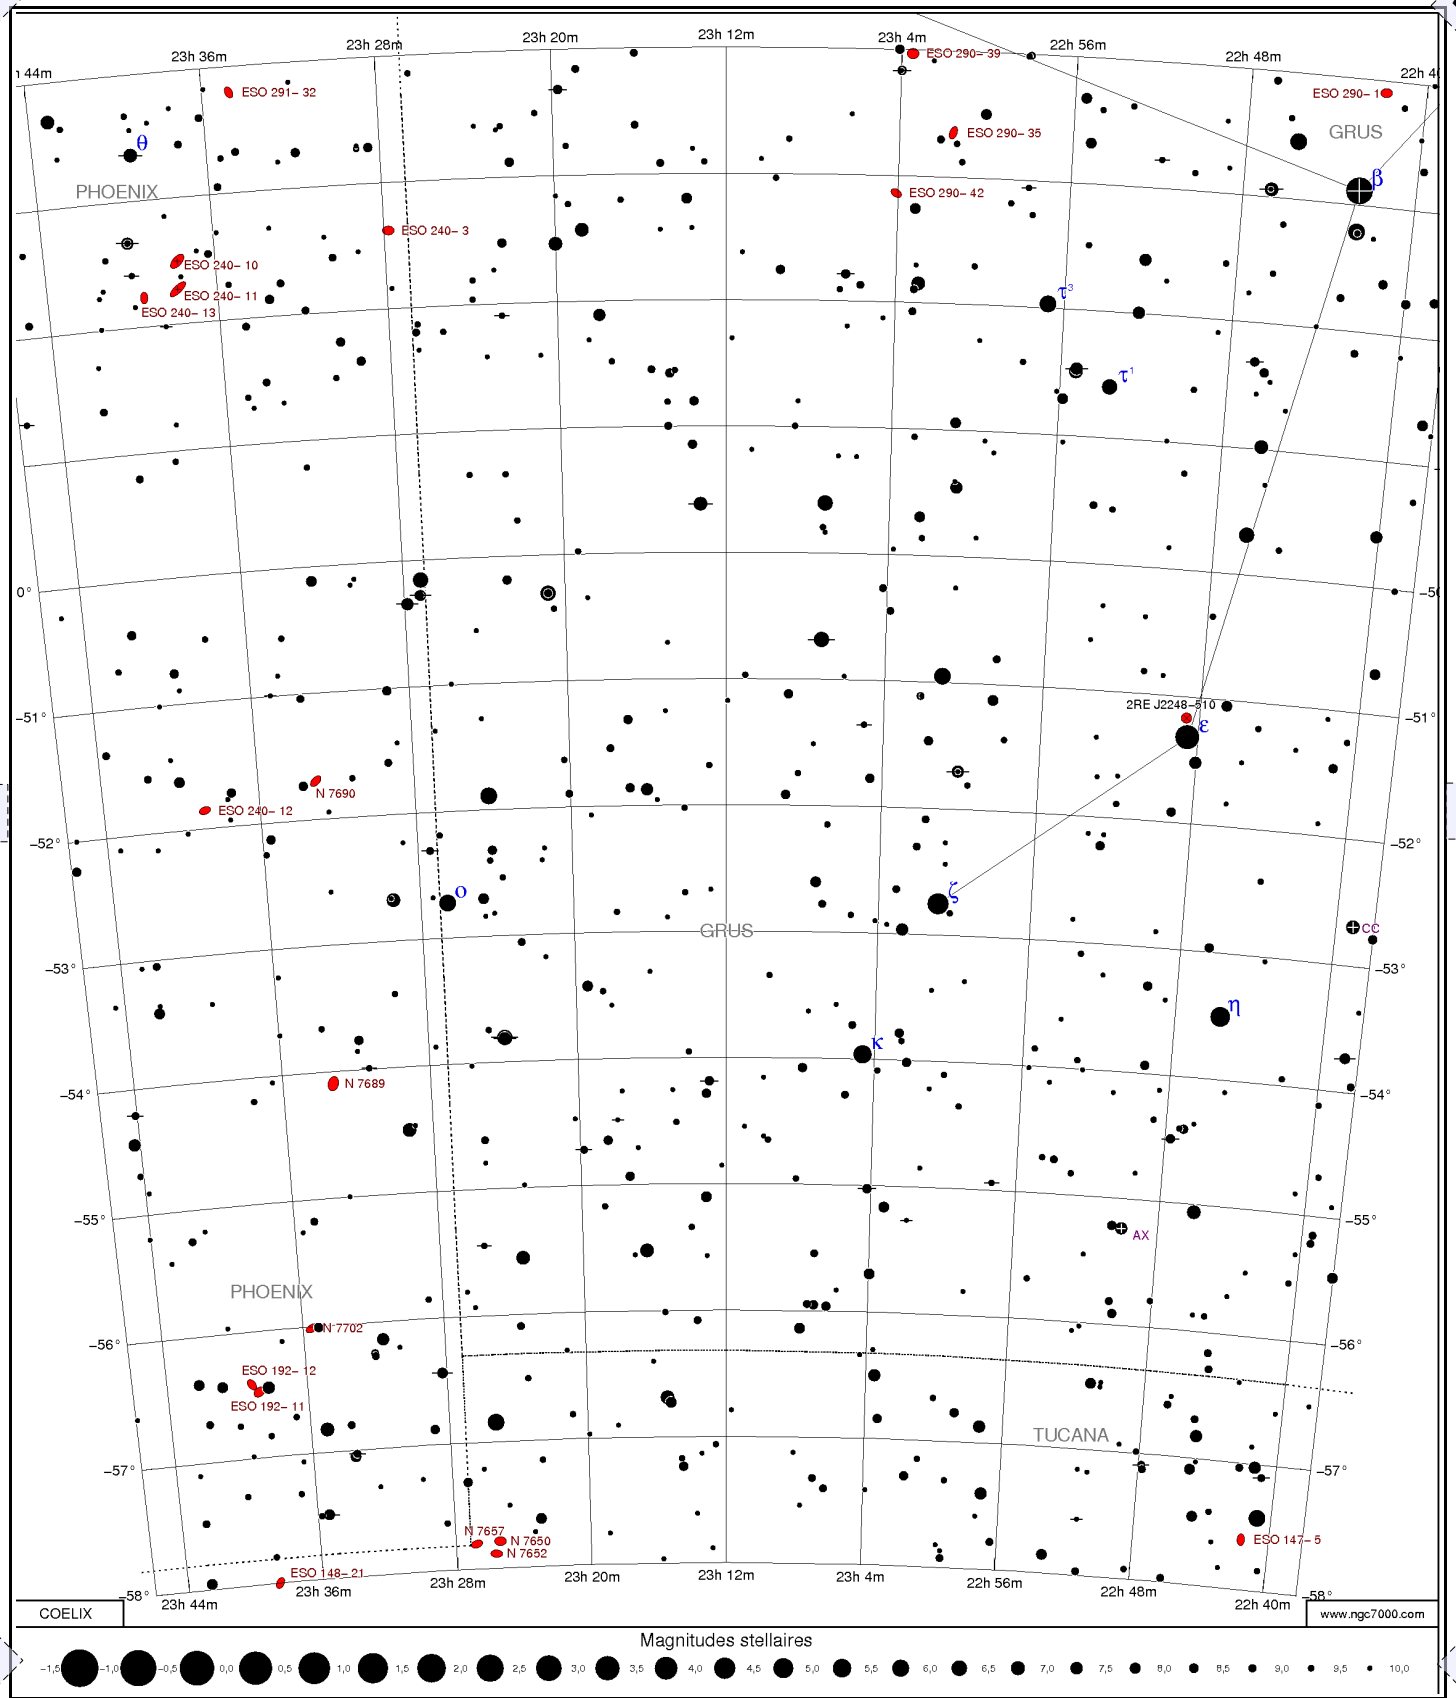 23h 20m
23h 12m
23h 4m
23h 28m
22h 56m
23h 36m
22h 48m
ESO 290- 39
44m
22h 40
ESO 291- 32
ESO 290- 1
GRUS
ESO 290- 35
θ
β
PHOENIX
ESO 290- 42
ESO 240- 3
ESO 240- 10
τ³
ESO 240- 11
ESO 240- 13
τ¹
0°
-50
2RE J2248-510
-51°
ε
-51°
N 7690
ESO 240- 12
-52°
-52°
ο
ζ
GRUS
CC
-53°
-53°
η
κ
N 7689
-54°
-54°
-55°
-55°
AX
PHOENIX
N 7702
-56°
-56°
ESO 192- 12
ESO 192- 11
TUCANA
-57°
-57°
N 7657
N 7650
ESO 147- 5
N 7652
ESO 148- 21
-58°
-58°
23h 44m
23h 36m
23h 28m
23h 20m
23h 12m
23h 4m
22h 56m
22h 48m
22h 40m
COELIX
www.ngc7000.com
Magnitudes stellaires
-1,5 -1,0 -0,5 0,0 0,5 1,0 1,5 2,0 2,5 3,0 3,5 4,0 4,5 5,0 5,5 6,0 6,5 7,0 7,5 8,0 8,5 9,0 9,5 10,0